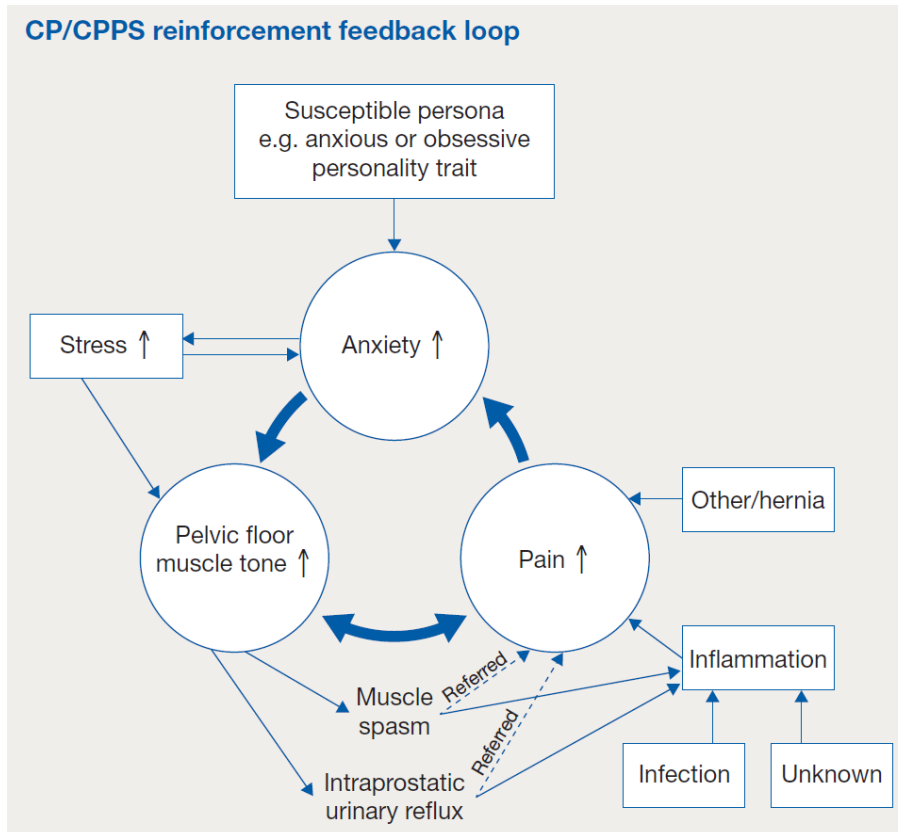 CP/CPPS reinforcement feedback loop
Susceptible persona
e.g. anxious or obsessive
personality trait
Stress ↑
Anxiety ↑
Pelvic floor
muscle tone ↑
Pain ↑
Other/hernia
Inflammation
Referred
Muscle
spasm
Referred
Intraprostatic
urinary reflux
Infection
Unknown